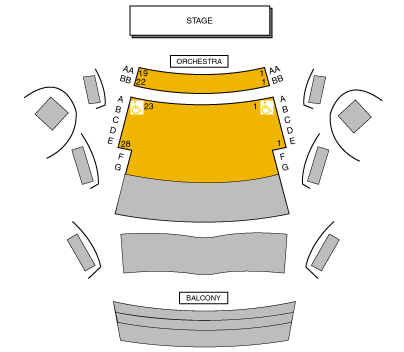 STAGE
ORCHESTRA
AA 19 1 AA
BB 22 1 BB
A 23 1 A
B B
C C
D D
E 28 1 E
F F
G G
BALCONY